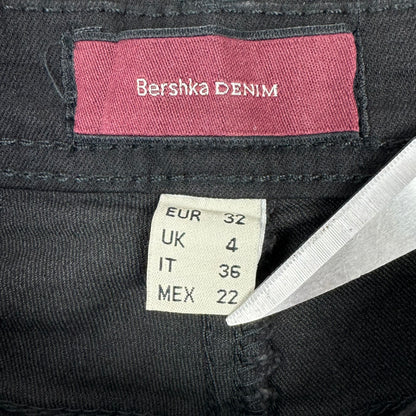 Bershka DENIM
EUR 32
UK 4
IT 36
MEX 22